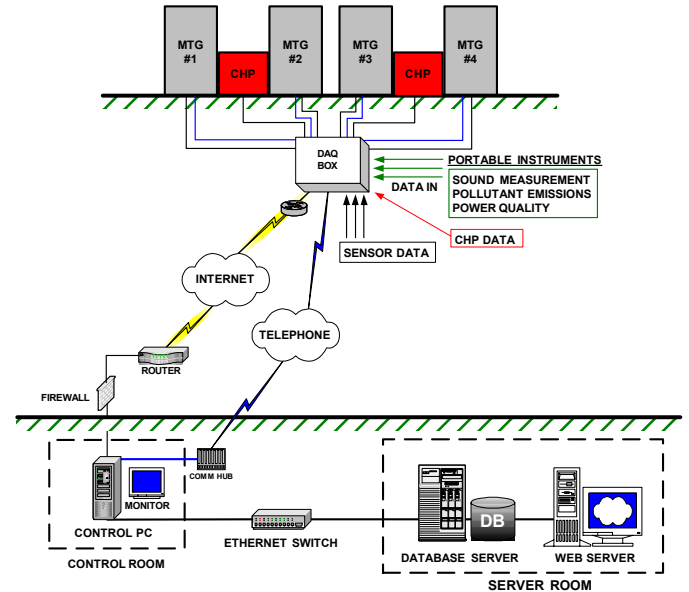 MTG
#1
CHP
MTG
#2
MTG
#3
CHP
MTG
#4
DAQ
BOX
PORTABLE INSTRUMENTS
DATA IN
SOUND MEASUREMENT
POLLUTANT EMISSIONS
POWER QUALITY
CHP DATA
SENSOR DATA
INTERNET
TELEPHONE
ROUTER
FIREWALL
COMM HUB
MONITOR
CONTROL PC
CONTROL ROOM
ETHERNET SWITCH
DB
DATABASE SERVER
WEB SERVER
SERVER ROOM